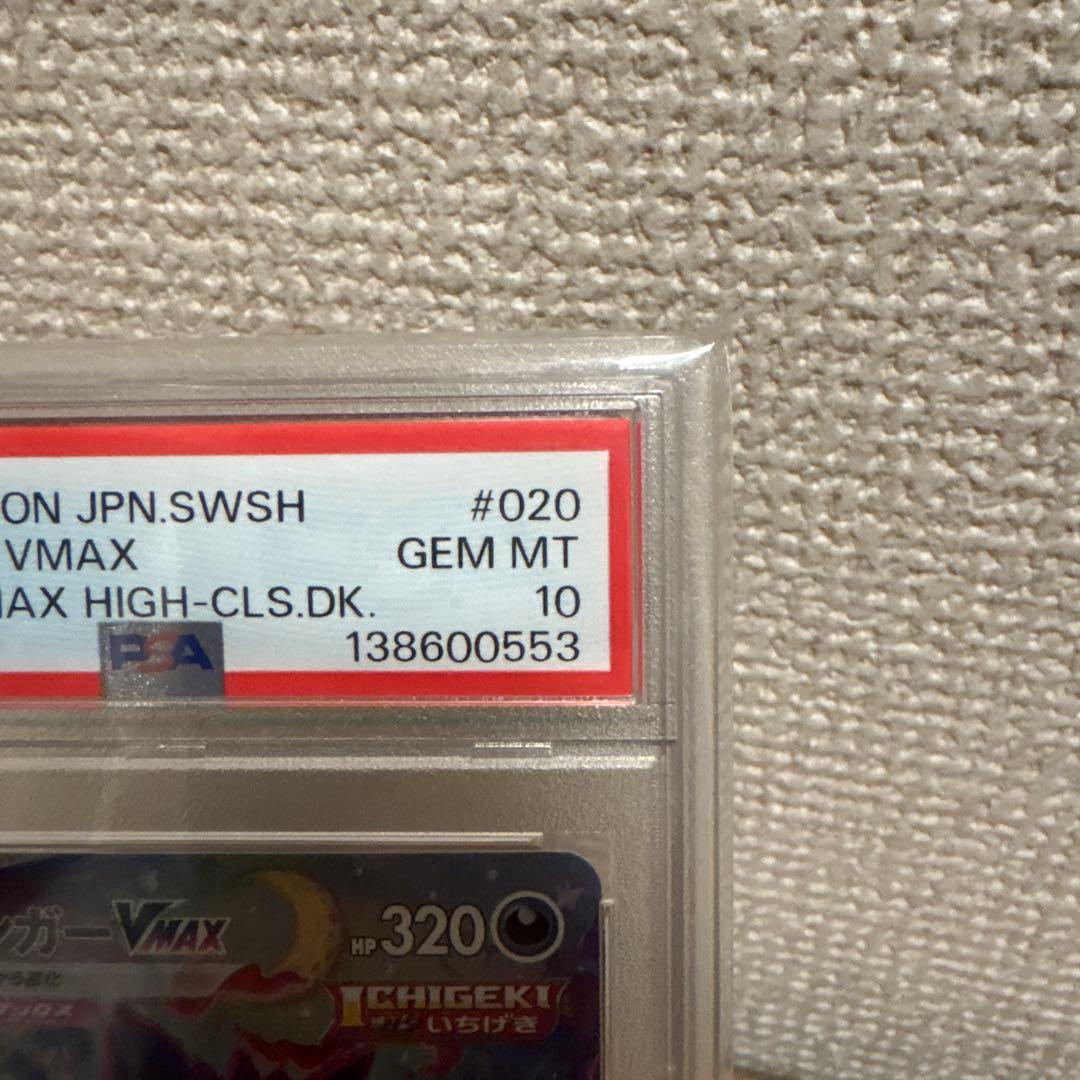 ON JPN.SWSH #020
VMAX GEM MT
AX HIGH-CLS.DK. 10
PSA 138600553
ンガーVMAX HP320
ICHIGEKI
いちげき